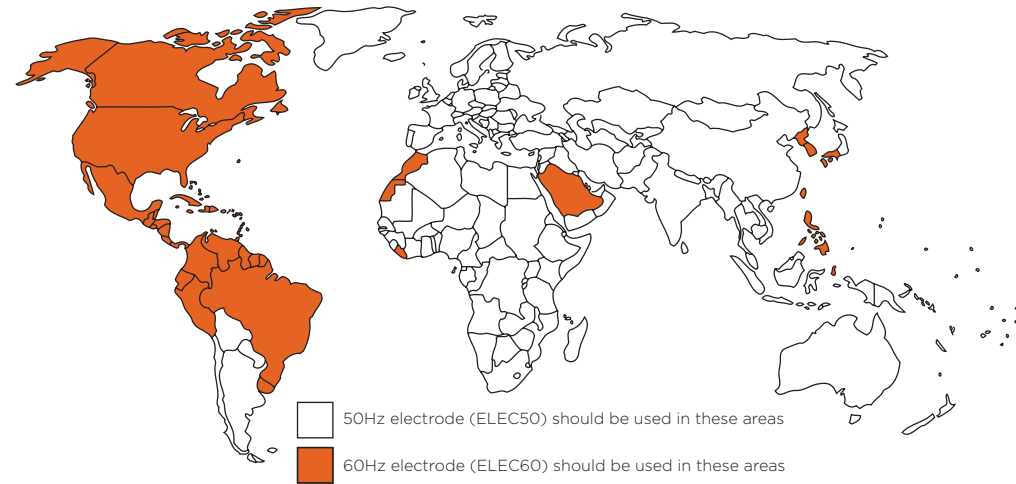 50Hz electrode (ELEC50) should be used in these areas
60Hz electrode (ELEC60) should be used in these areas